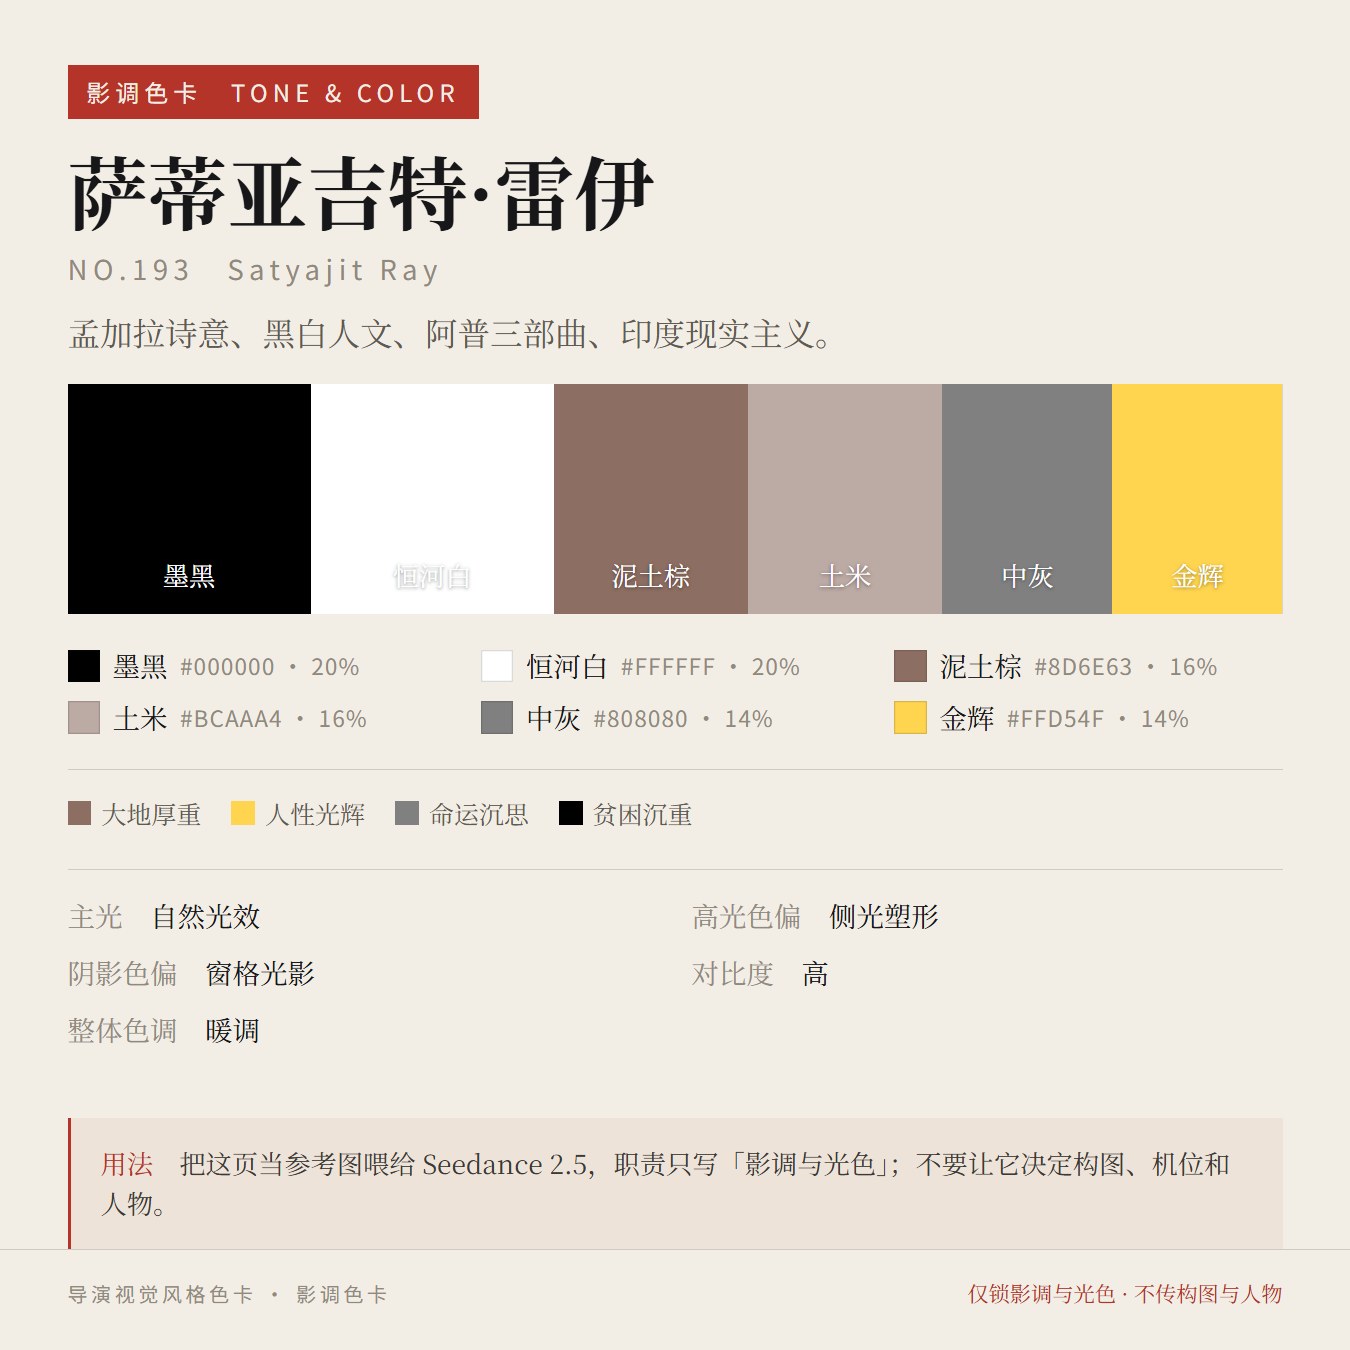 影调色卡 TONE & COLOR
萨蒂亚吉特·雷伊
NO.193 Satyajit Ray
孟加拉诗意、黑白人文、阿普三部曲、印度现实主义。
墨黑 恒河白 泥土棕 土米 中灰 金辉
墨黑 #000000 · 20% 恒河白 #FFFFFF · 20% 泥土棕 #8D6E63 · 16%
土米 #BCAAA4 · 16% 中灰 #808080 · 14% 金辉 #FFD54F · 14%
大地厚重 人性光辉 命运沉思 贫困沉重
主光 自然光效 高光色偏 侧光塑形
阴影色偏 窗格光影 对比度 高
整体色调 暖调
用法 把这页当参考图喂给 Seedance 2.5，职责只写「影调与光色」；不要让它决定构图、机位和
人物。
导演视觉风格色卡 · 影调色卡 仅锁影调与光色 · 不传构图与人物